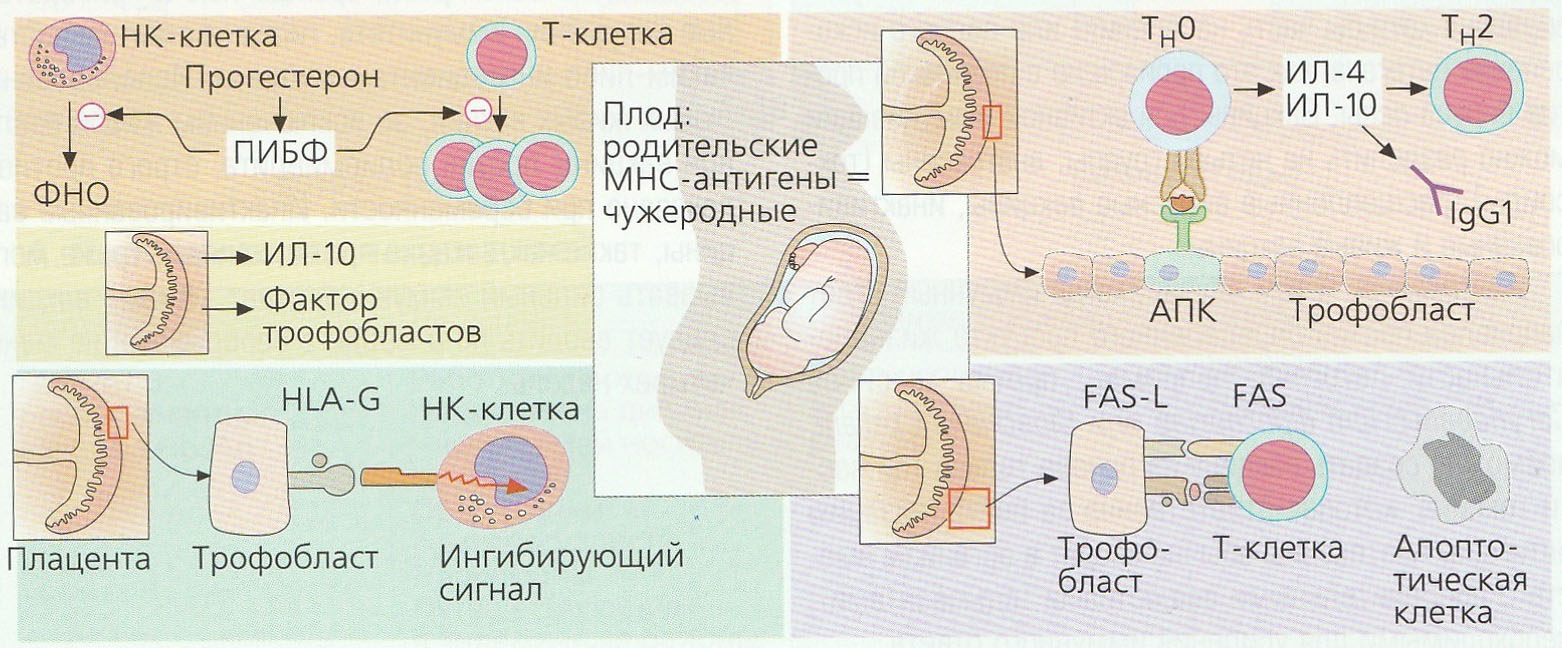 НК-клетка
Т-клетка
Прогестерон
ПИБФ
ФНО
ИЛ-10
Фактор
трофобластов
HLA-G
НК-клетка
Плацента
Трофобласт
Ингибирующий
сигнал
Плод:
родительские
МНС-антигены =
чужеродные
TH0
ИЛ-4
ИЛ-10
TH2
IgG1
АПК
Трофобласт
FAS-L
FAS
Трофо-
бласт
Т-клетка
Апопто-
тическая
клетка